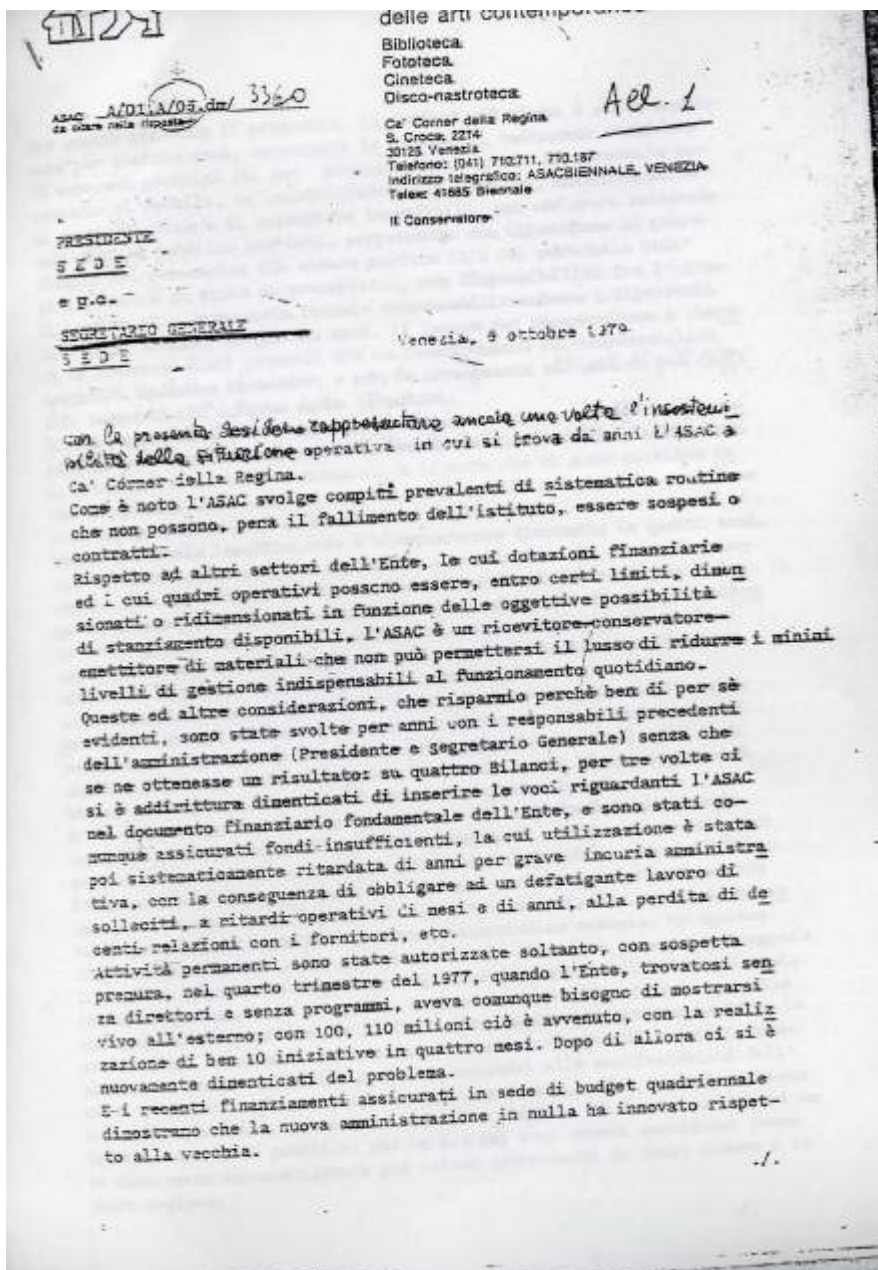 delle arti contemporanee
Biblioteca
Fototeca
Cineteca
Disco-nastroteca
All. 1
ASAC A/01.A/05.dm/ 3360
da citare nella risposta
Ca' Corner della Regina
S. Croce 2214
30125 Venezia
Telefono: (041) 710.711, 710.187
Indirizzo telegrafico: ASACBIENNALE, VENEZIA
Telex: 41685 Biennale
Il Conservatore
PRESIDENTE
S E D E
e p.c.
SEGRETARIO GENERALE
S E D E
Venezia, ottobre 1979
con la presente desidero rappresentare ancora una volta l'insosteni
bilità della situazione operativa in cui si trova da anni l'ASAC a
Ca' Corner della Regina.
Come è noto l'ASAC svolge compiti prevalenti di sistematica routine
che non possono, pera il fallimento dell'istituto, essere sospesi o
contratti.
Rispetto ad altri settori dell'Ente, le cui dotazioni finanziarie
ed i cui quadri operativi possono essere, entro certi limiti, dimen
sionati o ridimensionati in funzione delle oggettive possibilità
di stanziamento disponibili, l'ASAC è un ricevitore-conservatore-
emettitore di materiali che non può permettersi il lusso di ridurre i minimi
livelli di gestione indispensabili al funzionamento quotidiano.
Queste ed altre considerazioni, che risparmio perchè ben di per sè
evidenti, sono state svolte per anni con i responsabili precedenti
dell'amministrazione (Presidente e Segretario Generale) senza che
se ne ottenesse un risultato: su quattro Bilanci, per tre volte ci
si è addirittura dimenticati di inserire le voci riguardanti l'ASAC
nel documento finanziario fondamentale dell'Ente, e sono stati co-
munque assicurati fondi insufficienti, la cui utilizzazione è stata
poi sistematicamente ritardata di anni per grave incuria amministra
tiva, con la conseguenza di obbligare ad un defatigante lavoro di
solleciti, a ritardi operativi di mesi e di anni, alla perdita di de
centi relazioni con i fornitori, etc.
Attività permanenti sono state autorizzate soltanto, con sospetta
premura, nel quarto trimestre del 1977, quando l'Ente, trovatosi sen
za direttori e senza programmi, aveva comunque bisogno di mostrarsi
vivo all'esterno; con 100, 110 milioni ciò è avvenuto, con la realiz
zazione di ben 10 iniziative in quattro mesi. Dopo di allora ci si è
nuovamente dimenticati del problema.
E i recenti finanziamenti assicurati in sede di budget quadriennale
dimostrano che la nuova amministrazione in nulla ha innovato rispet-
to alla vecchia.
./.